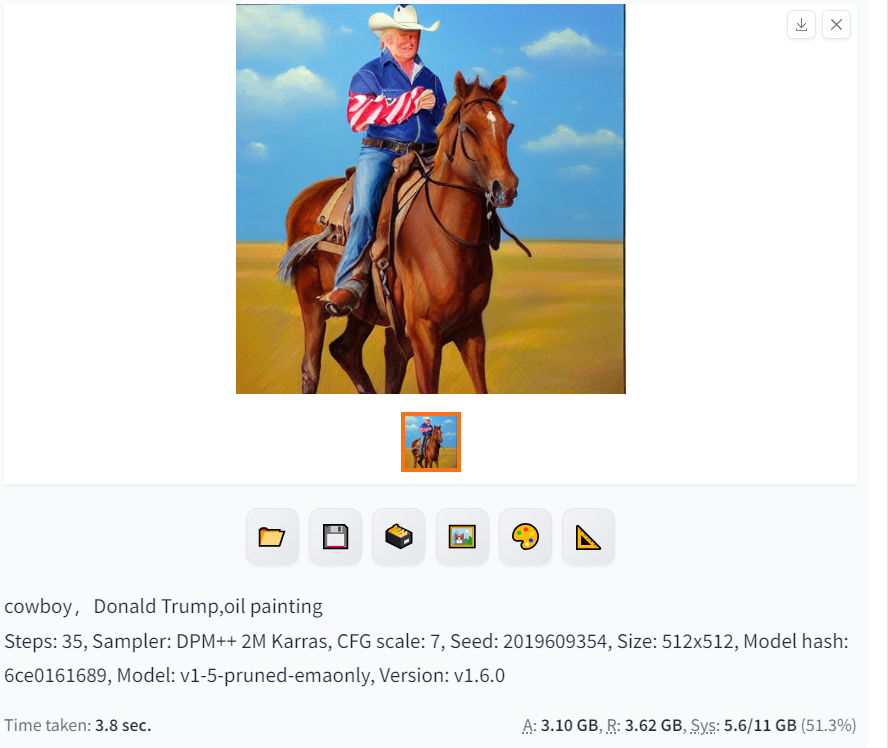 cowboy， Donald Trump,oil painting
Steps: 35, Sampler: DPM++ 2M Karras, CFG scale: 7, Seed: 2019609354, Size: 512x512, Model hash:
6ce0161689, Model: v1-5-pruned-emaonly, Version: v1.6.0
Time taken: 3.8 sec.
A: 3.10 GB, R: 3.62 GB, Sys: 5.6/11 GB (51.3%)